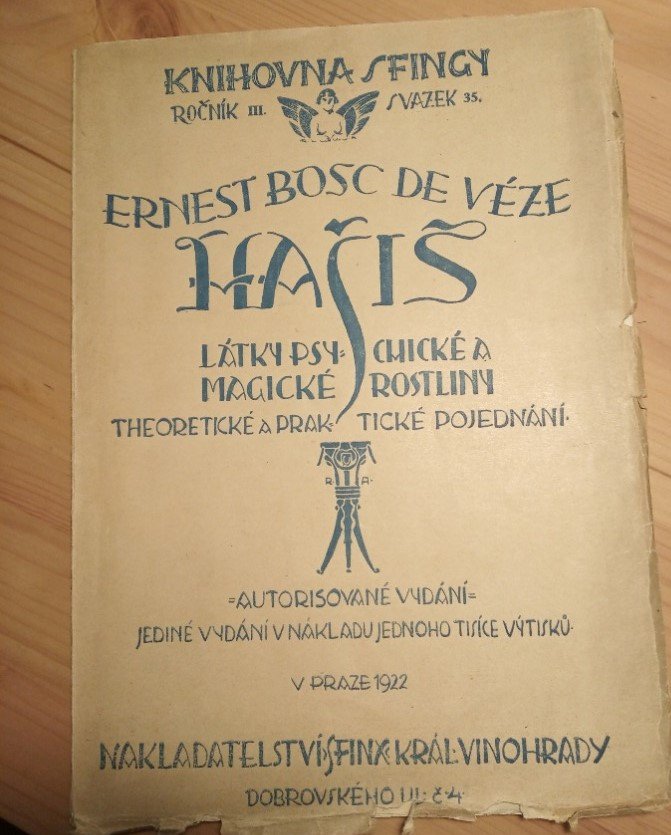 KNIHOVNA SFINGY
ROČNÍK III. SVAZEK 35.
ERNEST BOSC DE VÉZE
HAŠIŠ
LÁTKY PSY- CHICKÉ A
MAGICKÉ ROSTLINY
THEORETICKÉ A PRAK- TICKÉ POJEDNÁNÍ.
R. A.
=AUTORISOVANÉ VYDÁNÍ=
JEDINÉ VYDÁNÍ V NÁKLADU JEDNOHO TISÍCE VÝTISKŮ.
V PRAZE 1922
NAKLADATELSTVÍ·SFINX·KRÁL·VINOHRADY
DOBROVSKÉHO UL·Č·4·